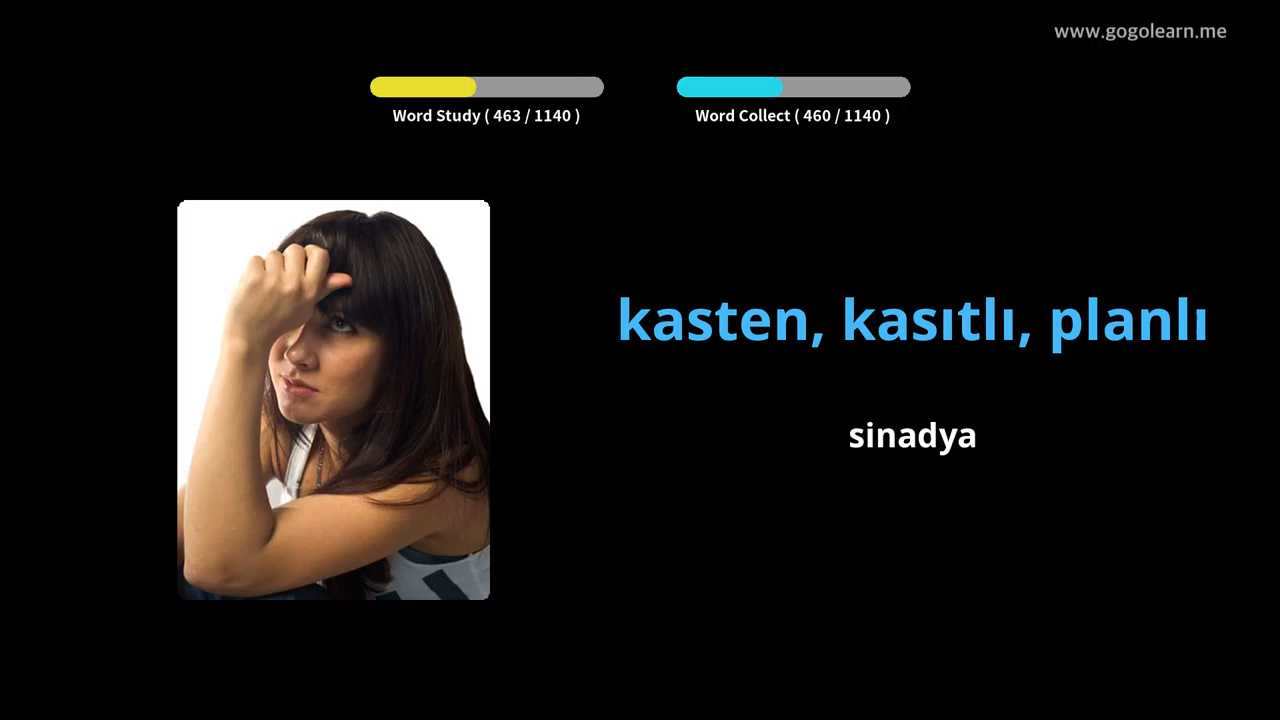 www.gogolearn.me
Word Study ( 463 / 1140 )
Word Collect ( 460 / 1140 )
kasten, kasıtlı, planlı
sinadya